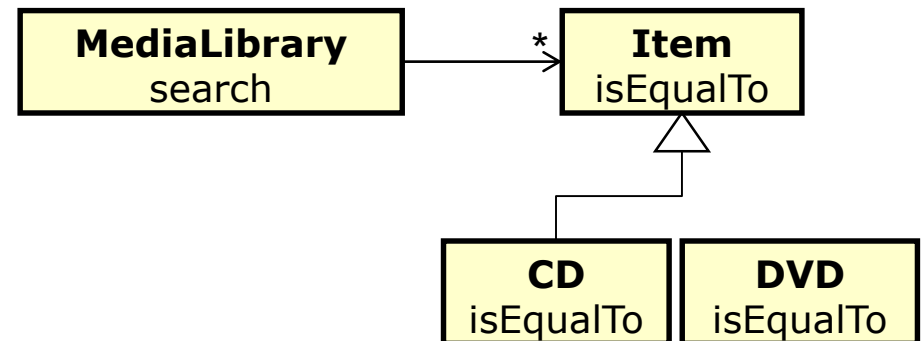 MediaLibrary
search
*
Item
isEqualTo
CD
isEqualTo
DVD
isEqualTo